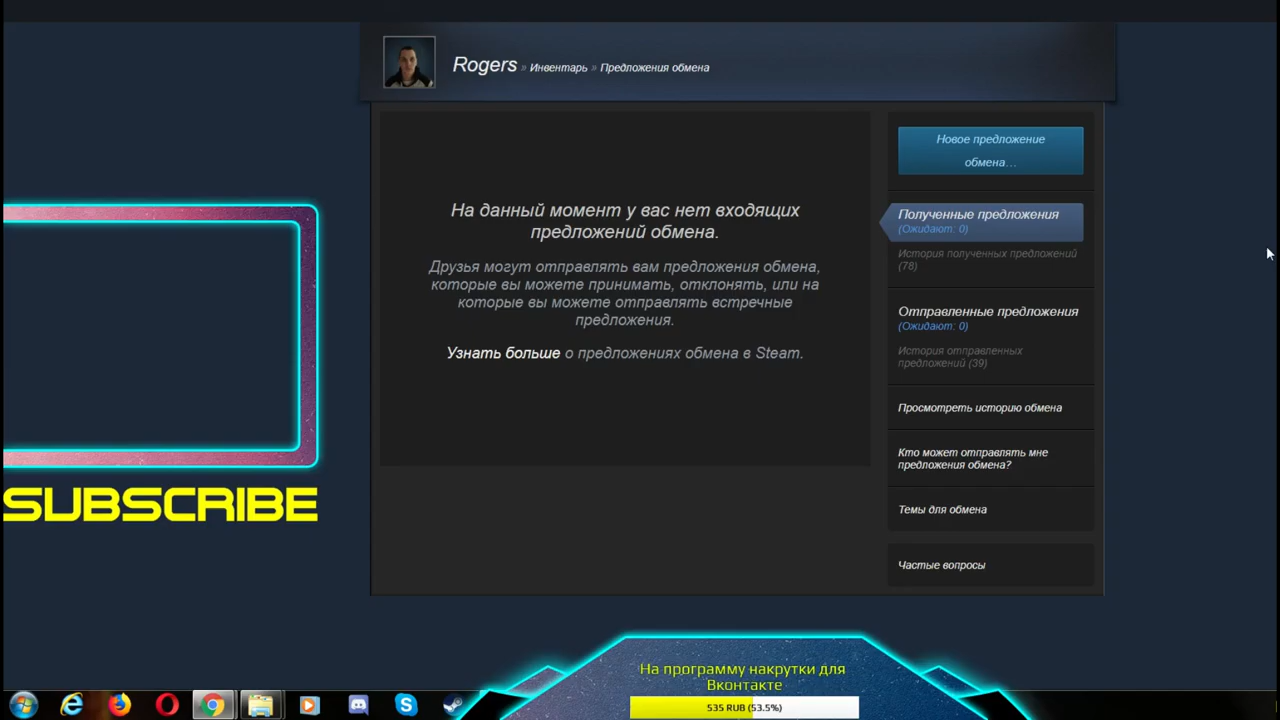 Rogers » Инвентарь » Предложения обмена
На данный момент у вас нет входящих
предложений обмена.
Друзья могут отправлять вам предложения обмена,
которые вы можете принимать, отклонять, или на
которые вы можете отправлять встречные
предложения.
Узнать больше о предложениях обмена в Steam.
Новое предложение
обмена…
Полученные предложения
(Ожидают: 0)
История полученных предложений
(78)
Отправленные предложения
(Ожидают: 0)
История отправленных
предложений (39)
Просмотреть историю обмена
Кто может отправлять мне
предложения обмена?
Темы для обмена
Частые вопросы
SUBSCRIBE
На программу накрутки для
Вконтакте
535 RUB (53.5%)